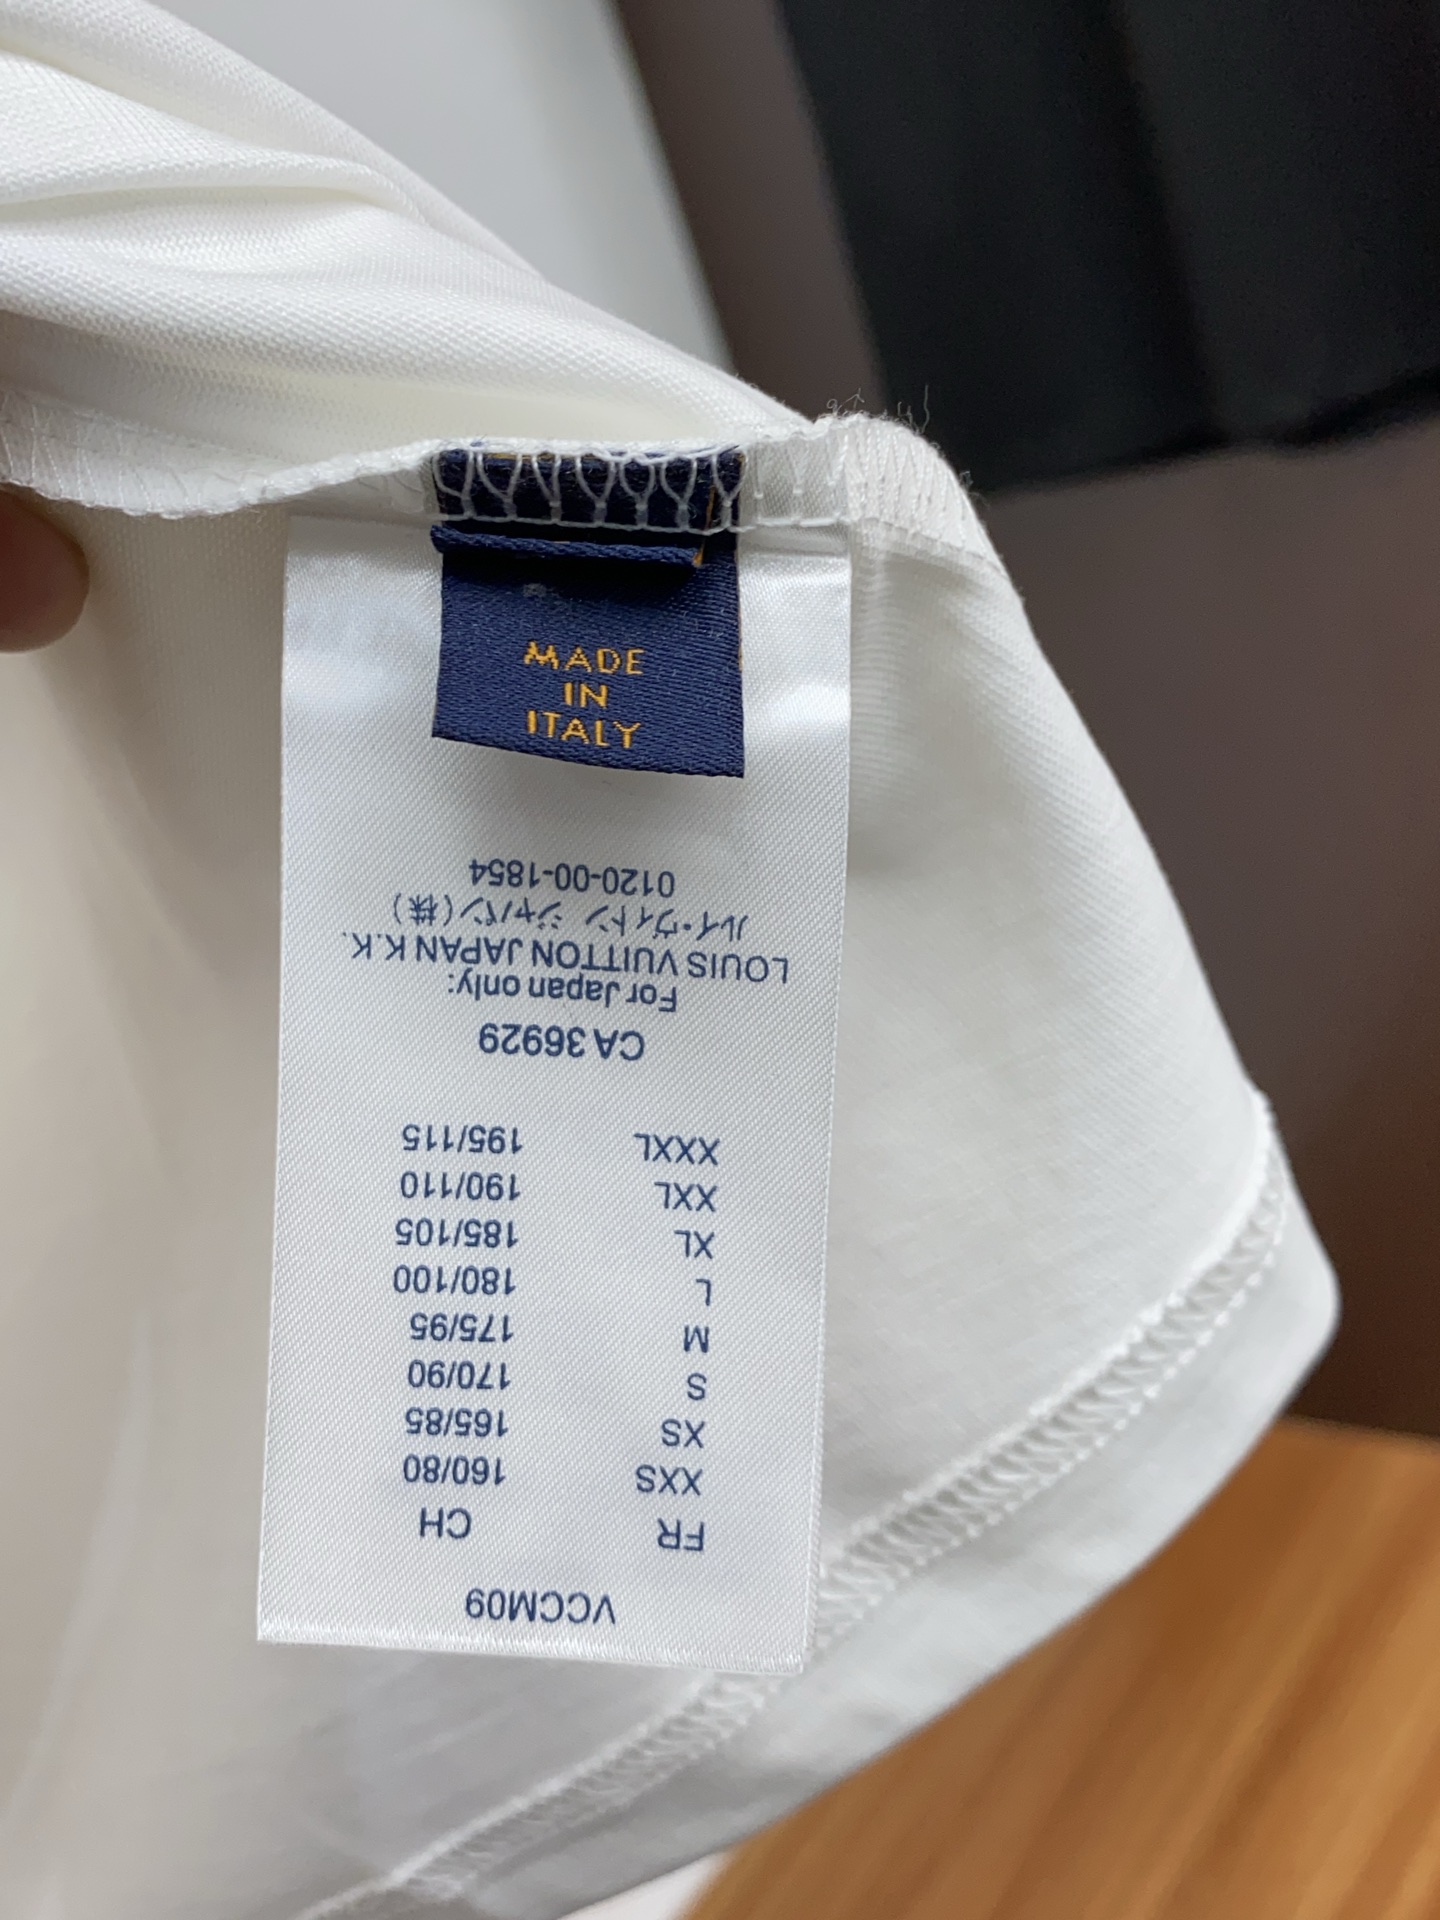 MADE
IN
ITALY
VCCM09
FR CH
XXS 160/80
XS 165/85
S 170/90
M 175/95
L 180/100
XL 185/105
XXL 190/110
XXXL 195/115
CA 36929
For Japan only:
LOUIS VUITTON JAPAN K.K.
ルイ・ヴィトン ジャパン(株)
0120-00-1854